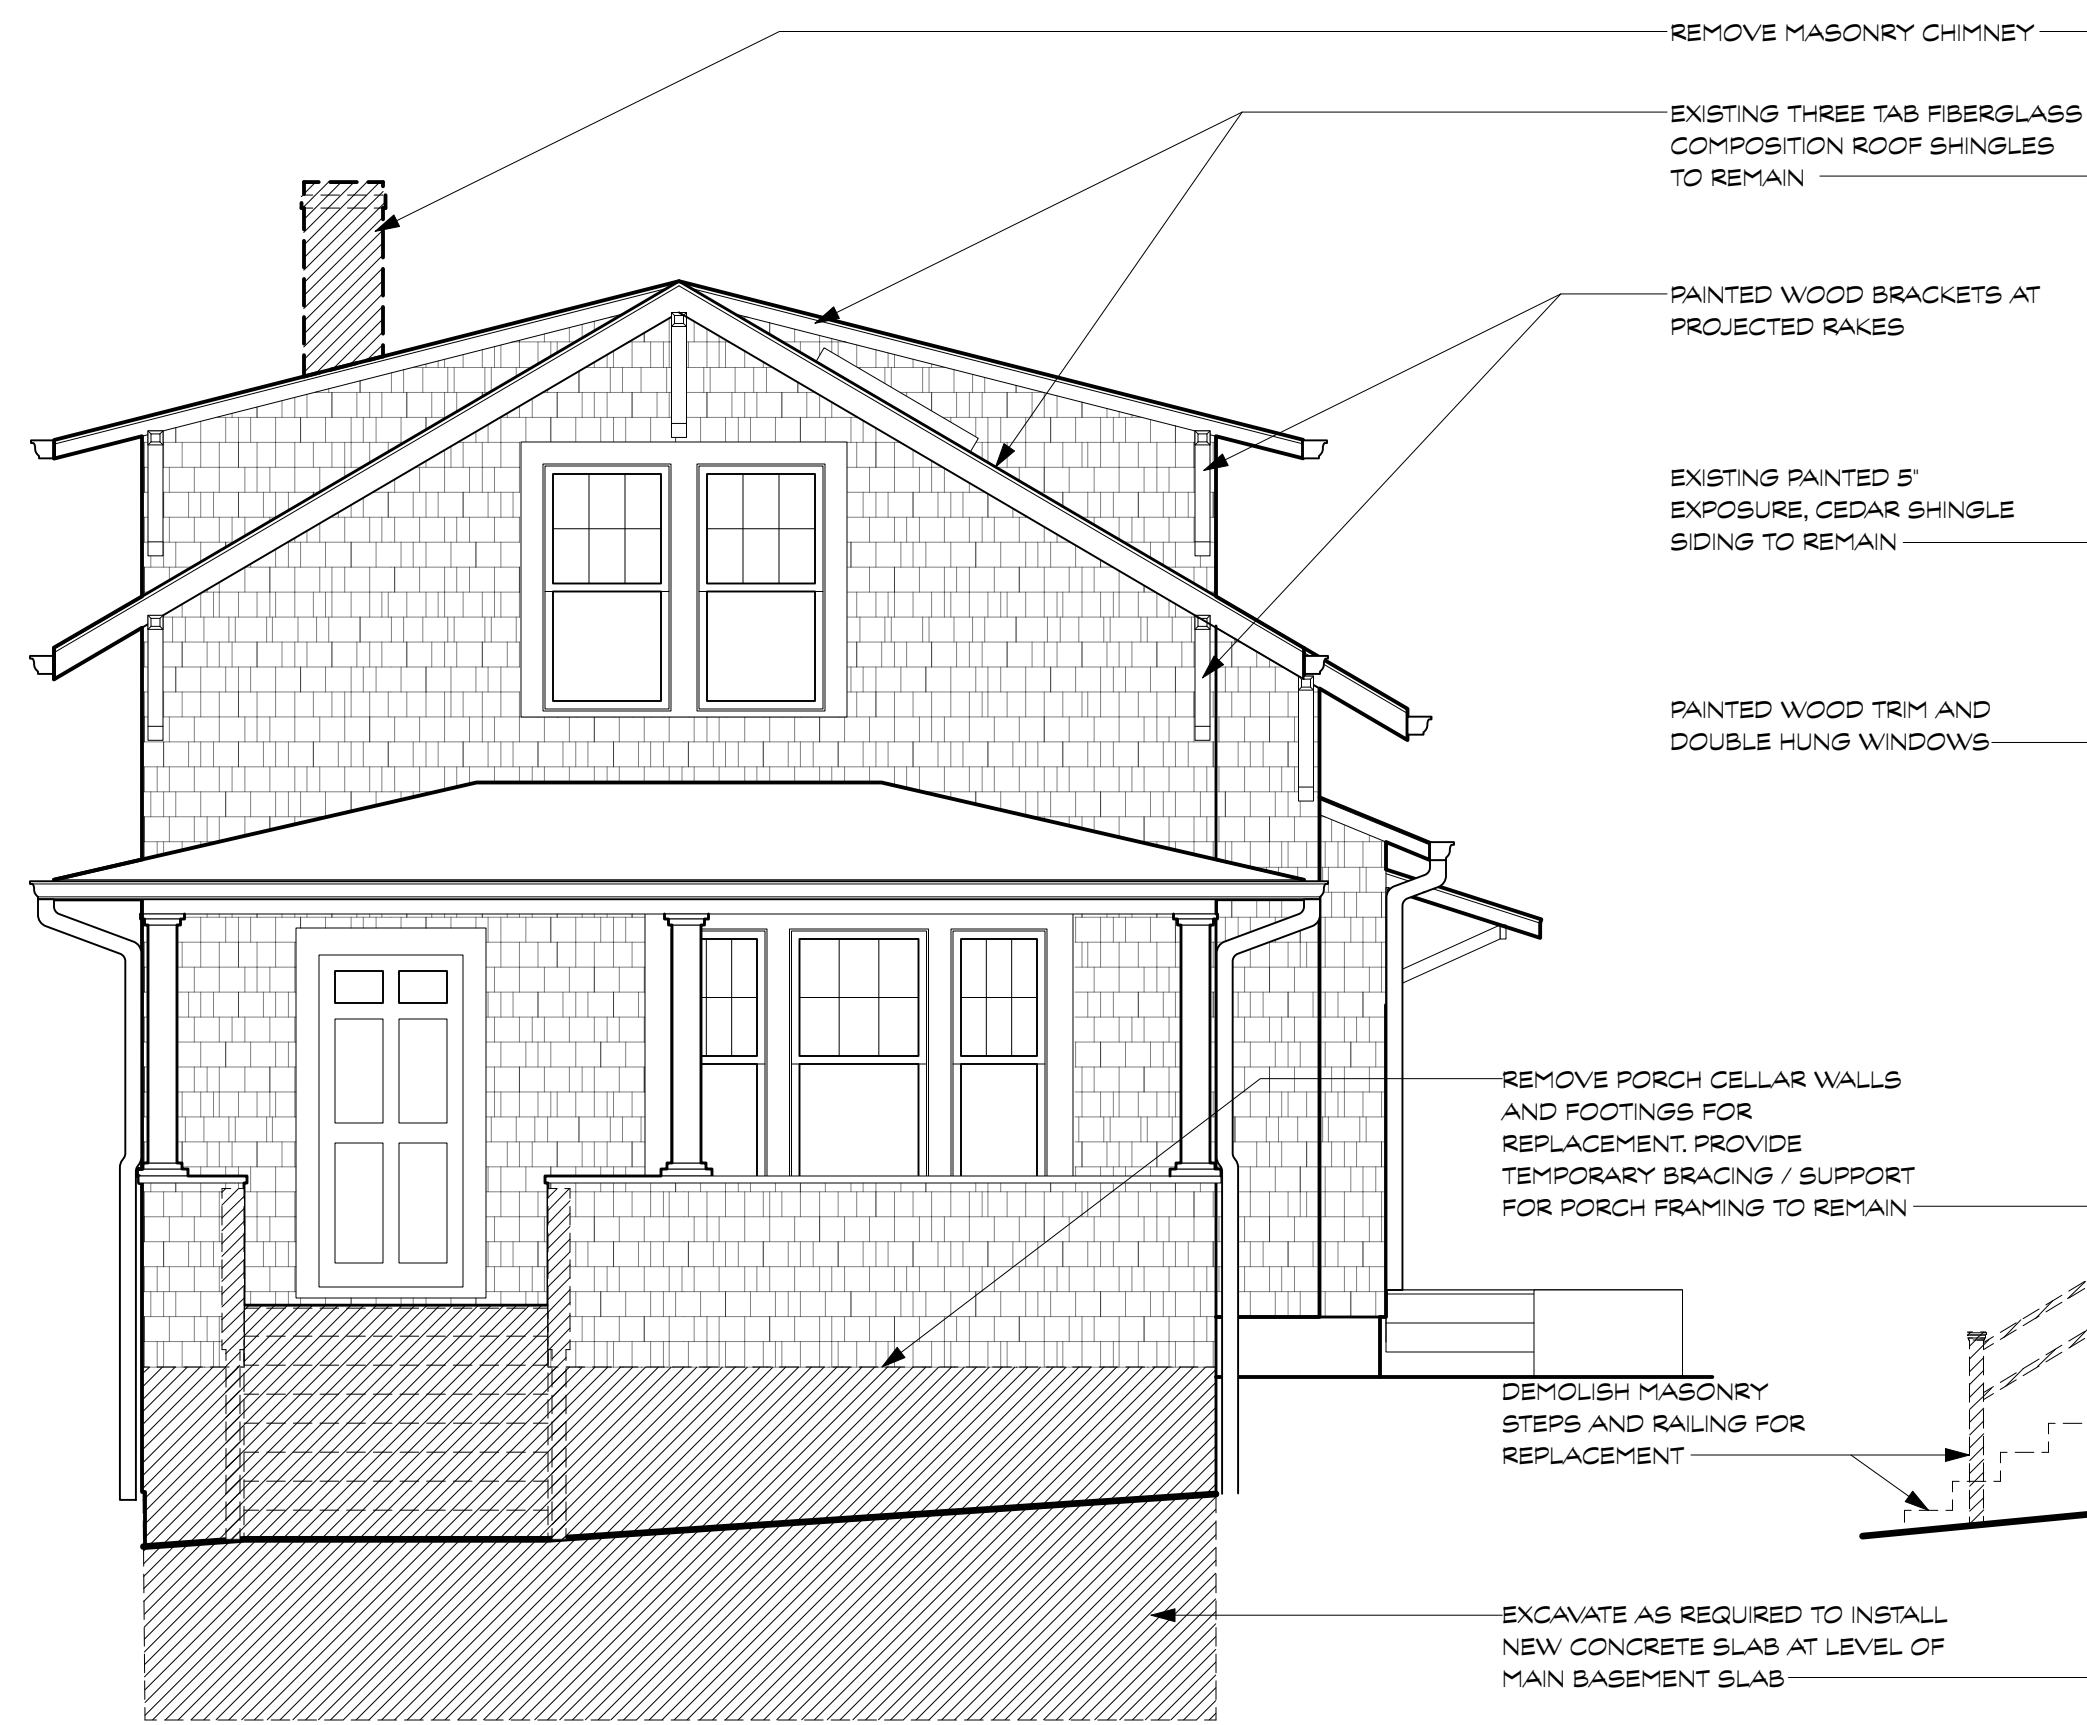 REMOVE MASONRY CHIMNEY
EXISTING THREE TAB FIBERGLASS
COMPOSITION ROOF SHINGLES
TO REMAIN
PAINTED WOOD BRACKETS AT
PROJECTED RAKES
EXISTING PAINTED 5"
EXPOSURE, CEDAR SHINGLE
SIDING TO REMAIN
PAINTED WOOD TRIM AND
DOUBLE HUNG WINDOWS
REMOVE PORCH CELLAR WALLS
AND FOOTINGS FOR
REPLACEMENT. PROVIDE
TEMPORARY BRACING / SUPPORT
FOR PORCH FRAMING TO REMAIN
DEMOLISH MASONRY
STEPS AND RAILING FOR
REPLACEMENT
EXCAVATE AS REQUIRED TO INSTALL
NEW CONCRETE SLAB AT LEVEL OF
MAIN BASEMENT SLAB